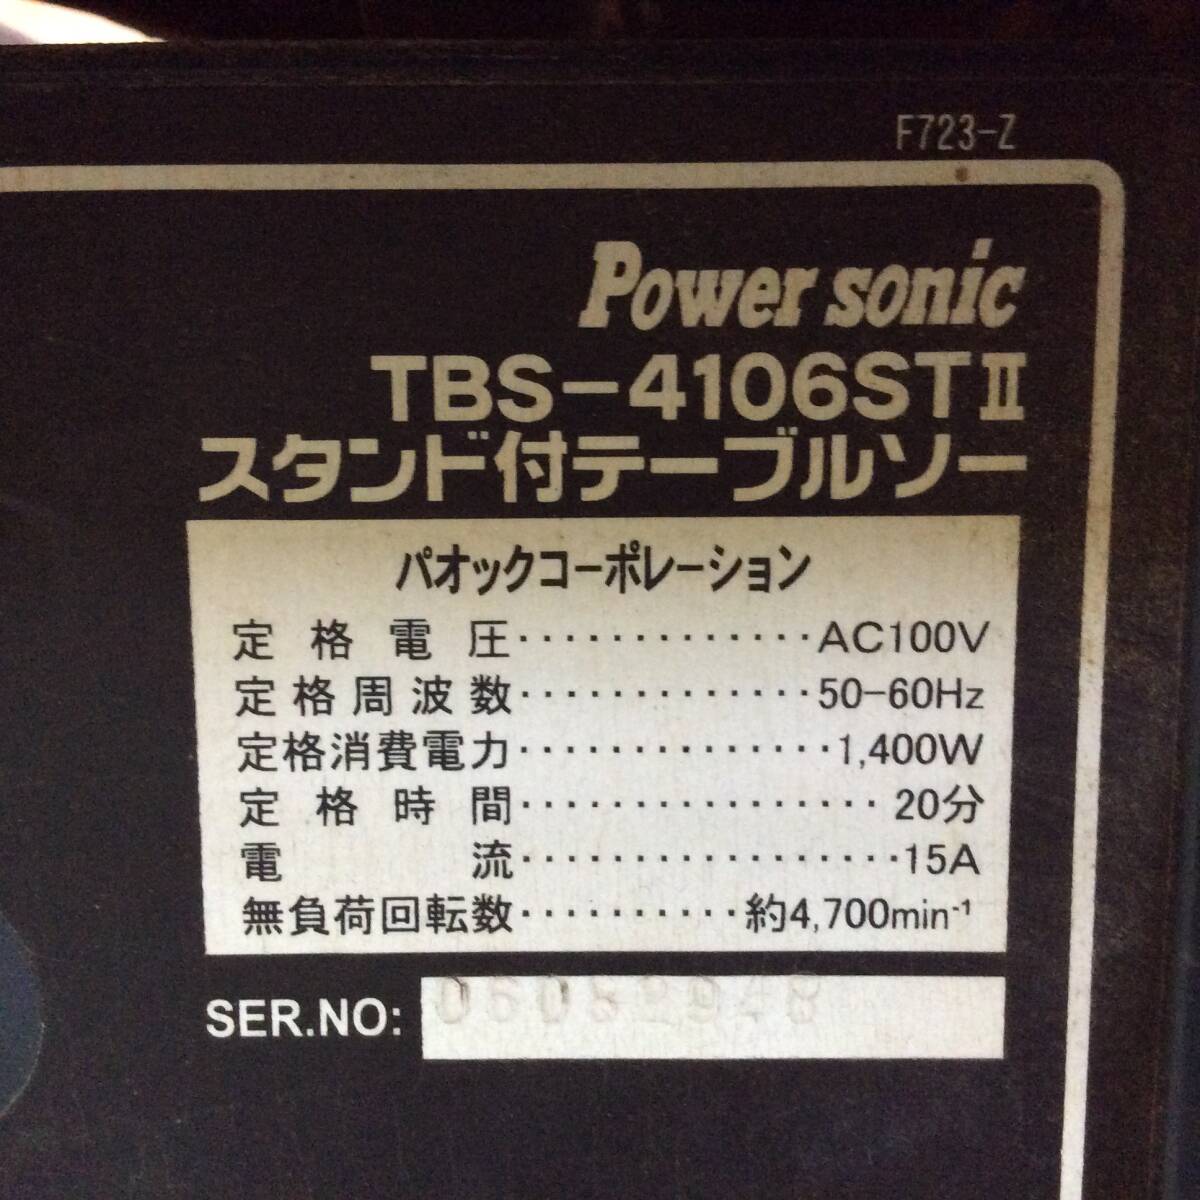 F723-Z
Power sonic
TBS-4106STⅡ
スタンド付テーブルソー
パオックコーポレーション
定格電圧··············AC100V
定格周波数·············50-60Hz
定格消費電力··············1,400W
定格時間················20分
電流·················15A
無負荷回転数··········約4,700min⁻¹
SER.NO: